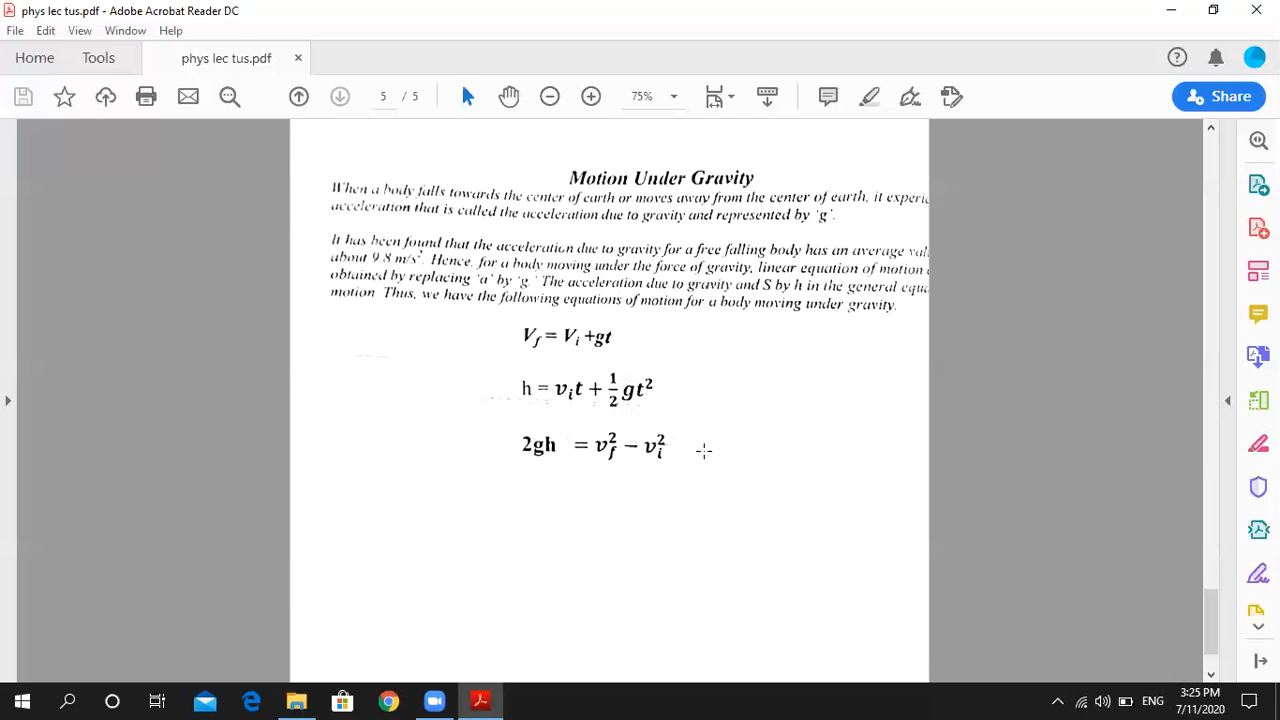 phys lec tus.pdf - Adobe Acrobat Reader DC
File Edit View Window Help
Home Tools phys lec tus.pdf ×
5 / 5 75% Share
Motion Under Gravity
When a body falls towards the center of earth or moves away from the center of earth, it experie
acceleration that is called the acceleration due to gravity and represented by 'g'.
It has been found that the acceleration due to gravity for a free falling body has an average val
about 9.8 m/s². Hence, for a body moving under the force of gravity, linear equation of motion
obtained by replacing 'a' by 'g.' The acceleration due to gravity and S by h in the general equa
motion. Thus, we have the following equations of motion for a body moving under gravity.
V_f = V_i +gt
h = v_i t + 1/2 gt²
2gh = v_f² − v_i²
ENG
3:25 PM
7/11/2020